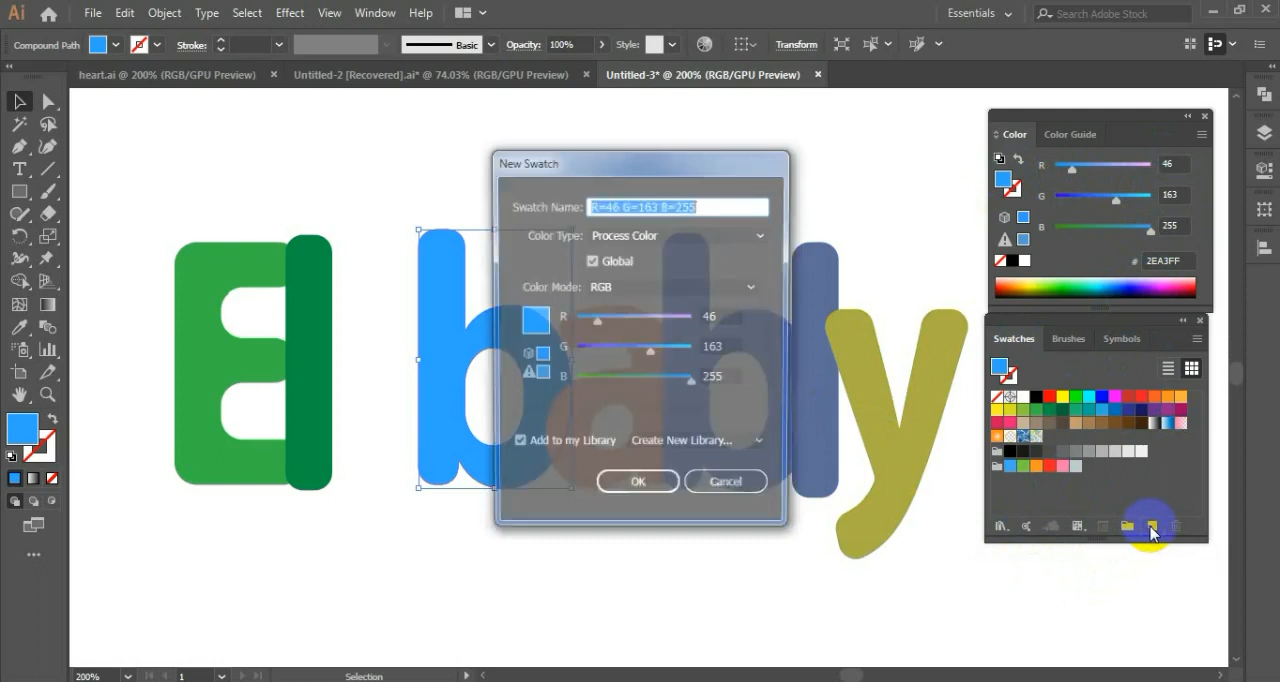 Ai File Edit Object Type Select Effect View Window Help Essentials Search Adobe Stock
Compound Path Stroke: Basic Opacity: 100% Style: Transform
heart.ai @ 200% (RGB/GPU Preview) Untitled-2 [Recovered].ai* @ 74.03% (RGB/GPU Preview) Untitled-3* @ 200% (RGB/GPU Preview)
Color Color Guide
R 46
G 163
B 255
# 2EA3FF
New Swatch
Swatch Name: R=46 G=163 B=255
Color Type: Process Color
Global
Color Mode: RGB
R 46
G 163
B 255
Add to my Library Create New Library...
OK Cancel
El bably
Swatches Brushes Symbols
200% 1 Selection